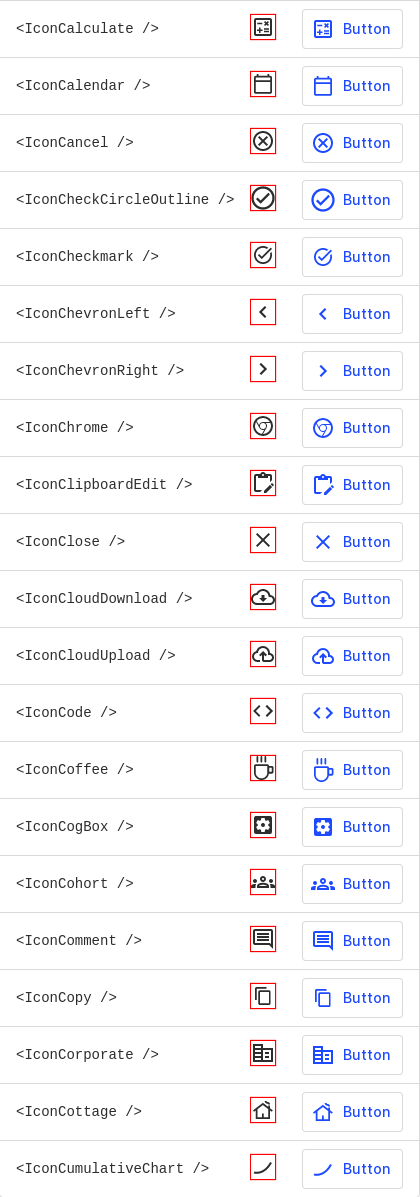 <IconCalculate /> Button
<IconCalendar /> Button
<IconCancel /> Button
<IconCheckCircleOutline /> Button
<IconCheckmark /> Button
<IconChevronLeft /> Button
<IconChevronRight /> Button
<IconChrome /> Button
<IconClipboardEdit /> Button
<IconClose /> Button
<IconCloudDownload /> Button
<IconCloudUpload /> Button
<IconCode /> Button
<IconCoffee /> Button
<IconCogBox /> Button
<IconCohort /> Button
<IconComment /> Button
<IconCopy /> Button
<IconCorporate /> Button
<IconCottage /> Button
<IconCumulativeChart /> Button